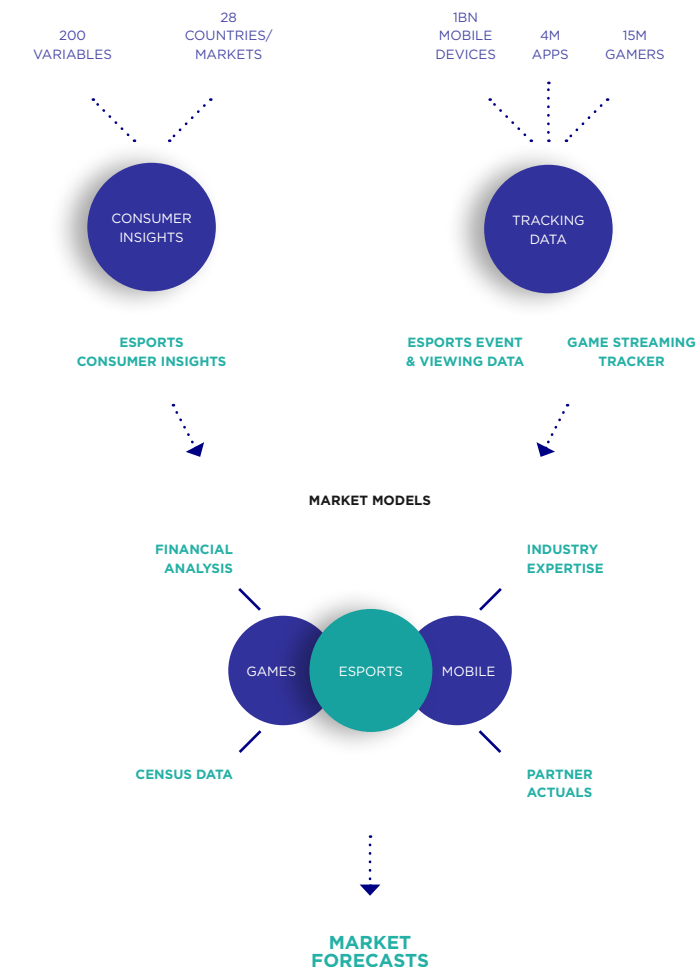 200
VARIABLES
28
COUNTRIES/
MARKETS
1BN
MOBILE
DEVICES
4M
APPS
15M
GAMERS
CONSUMER
INSIGHTS
TRACKING
DATA
ESPORTS
CONSUMER INSIGHTS
ESPORTS EVENT
& VIEWING DATA
GAME STREAMING
TRACKER
MARKET MODELS
FINANCIAL
ANALYSIS
INDUSTRY
EXPERTISE
GAMES
ESPORTS
MOBILE
CENSUS DATA
PARTNER
ACTUALS
MARKET
FORECASTS